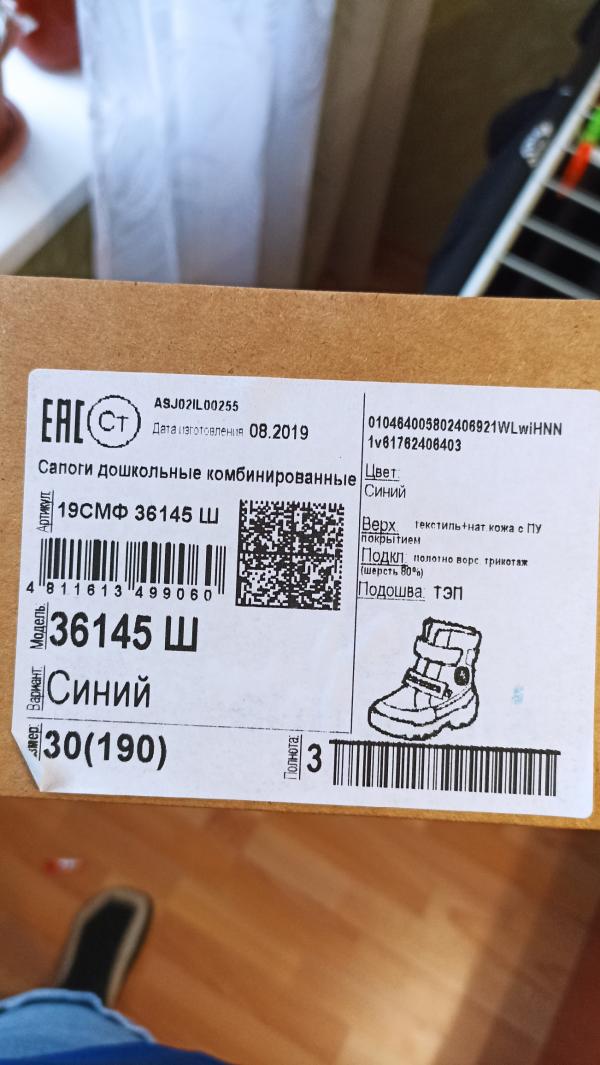 ЕАС Ст
ASJ02IL00255
Дата изготовления 08.2019
Сапоги дошкольные комбинированные
Артикул: 19СМФ 36145 Ш
4 811613 499060
Модель: 36145 Ш
Вариант: Синий
30(190)
Полнота: 3
010464005802406921WLwiHNN
1v61762406403
Цвет:
Синий
Верх: текстиль+нат.кожа с ПУ
покрытием
Подкл: полотно ворс. трикотаж
(шерсть 80%)
Подошва: ТЭП